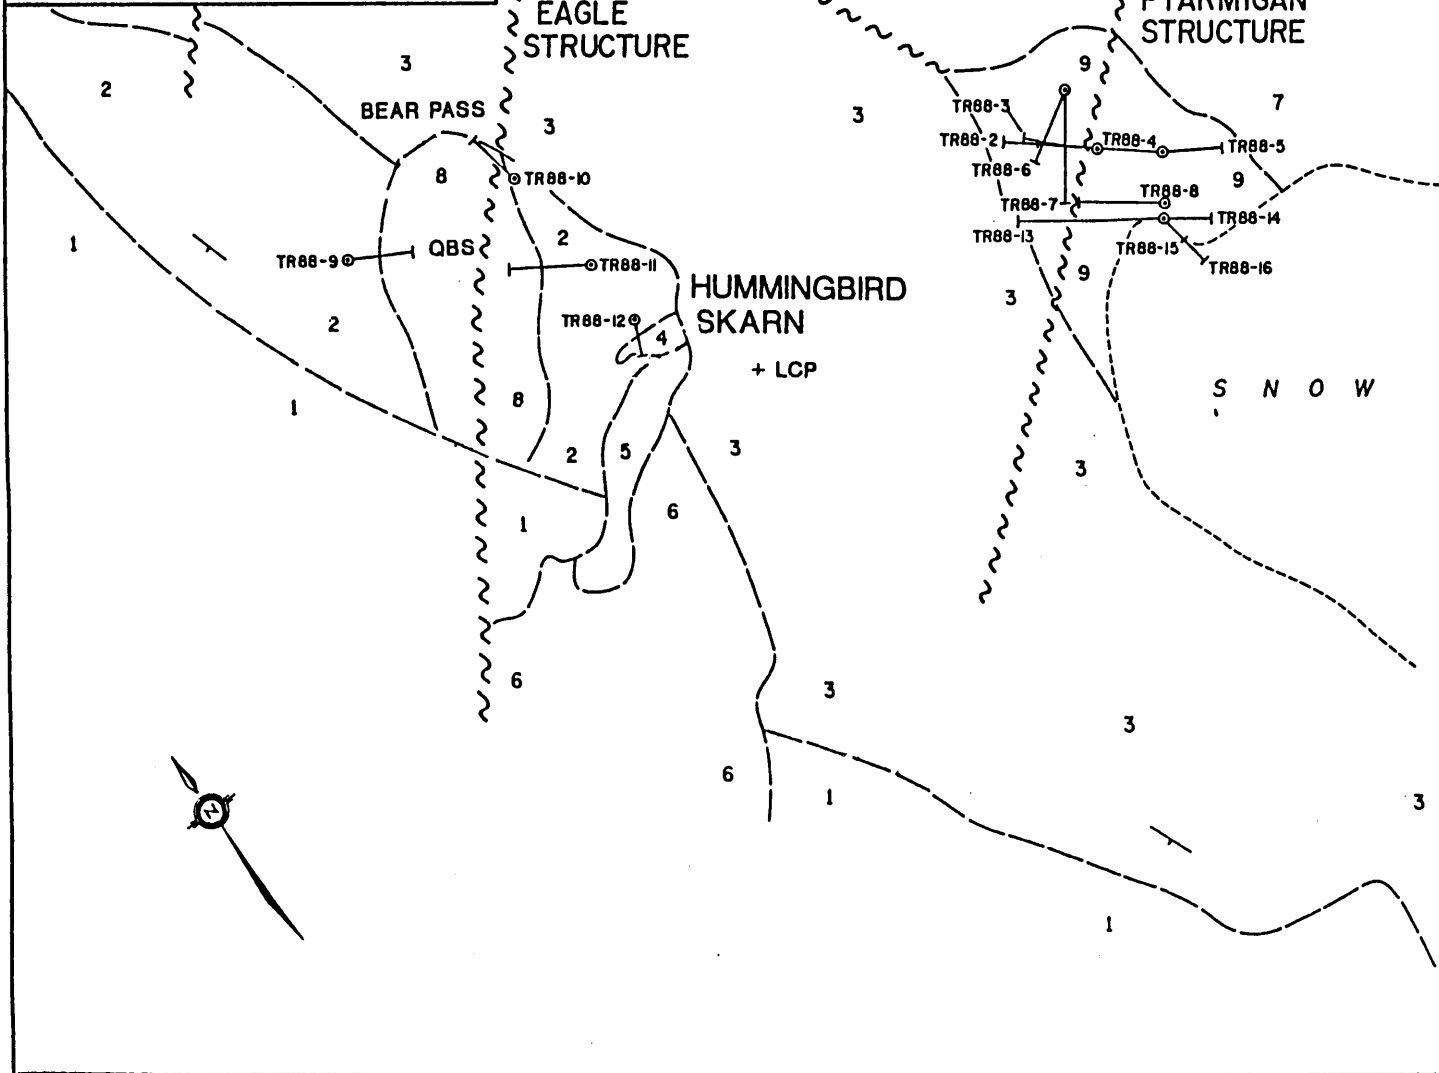 EAGLE
STRUCTURE
PTARMIGAN
STRUCTURE
3
9
2
7
BEAR PASS
TR88-3
3
3
TR88-2
TR88-4
TR88-5
TR88-6
8
TR88-10
9
TR88-8
TR88-7
TR88-14
TR88-13
1
QBS
2
TR88-15
TR88-9
TR88-11
TR88-16
9
HUMMINGBIRD
SKARN
3
2
TR88-12
4
+ LCP
S N O W
1
8
3
2
5
3
6
1
6
3
3
6
1
3
1
N